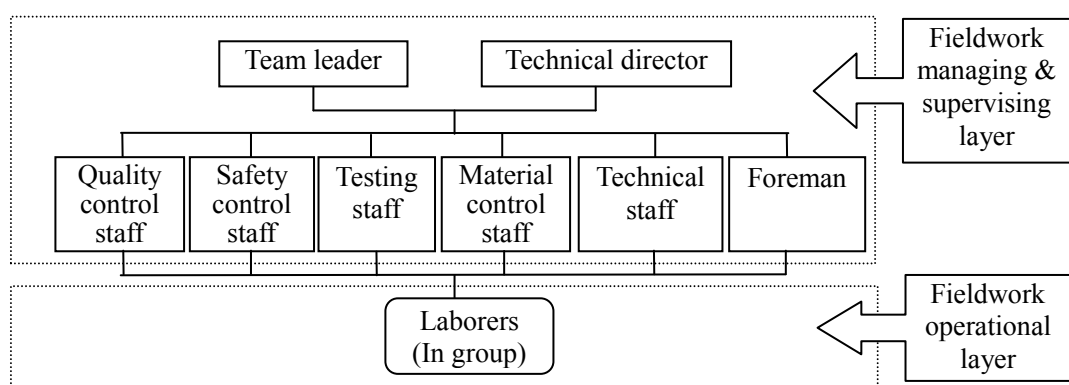 Team leader
Technical director
Fieldwork
managing &
supervising
layer
Quality
control
staff
Safety
control
staff
Testing
staff
Material
control
staff
Technical
staff
Foreman
Laborers
(In group)
Fieldwork
operational
layer